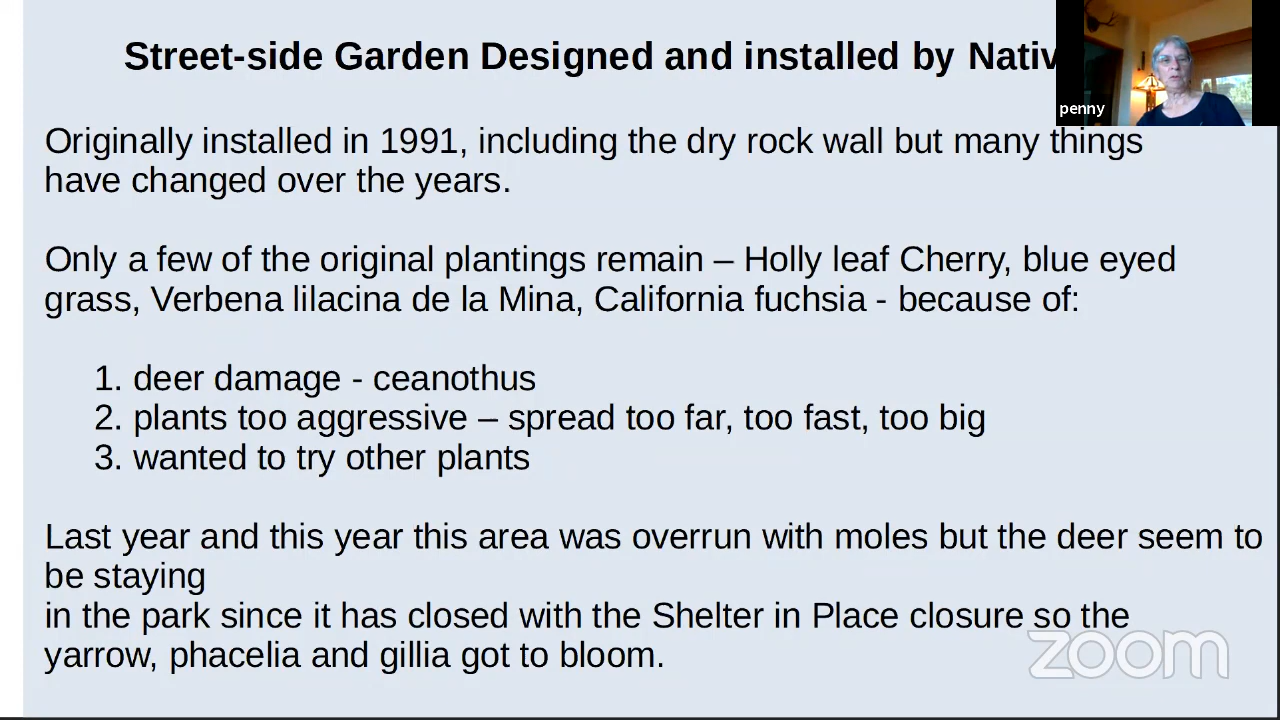 Street-side Garden Designed and installed by
penny
Originally installed in 1991, including the dry rock wall but many things
have changed over the years.
Only a few of the original plantings remain – Holly leaf Cherry, blue eyed
grass, Verbena lilacina de la Mina, California fuchsia - because of:
1. deer damage - ceanothus
2. plants too aggressive – spread too far, too fast, too big
3. wanted to try other plants
Last year and this year this area was overrun with moles but the deer seem to
be staying
in the park since it has closed with the Shelter in Place closure so the
yarrow, phacelia and gillia got to bloom.
zoom